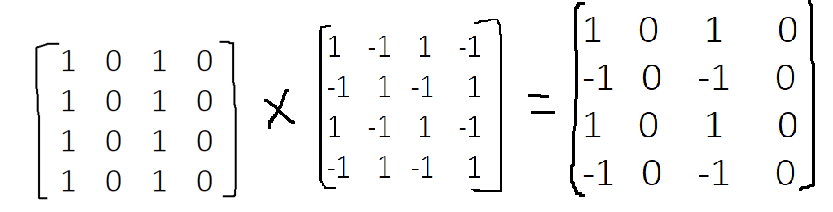 [1 0 1 0
1 0 1 0
1 0 1 0
1 0 1 0] × [1 -1 1 -1
-1 1 -1 1
1 -1 1 -1
-1 1 -1 1] = [1 0 1 0
-1 0 -1 0
1 0 1 0
-1 0 -1 0]